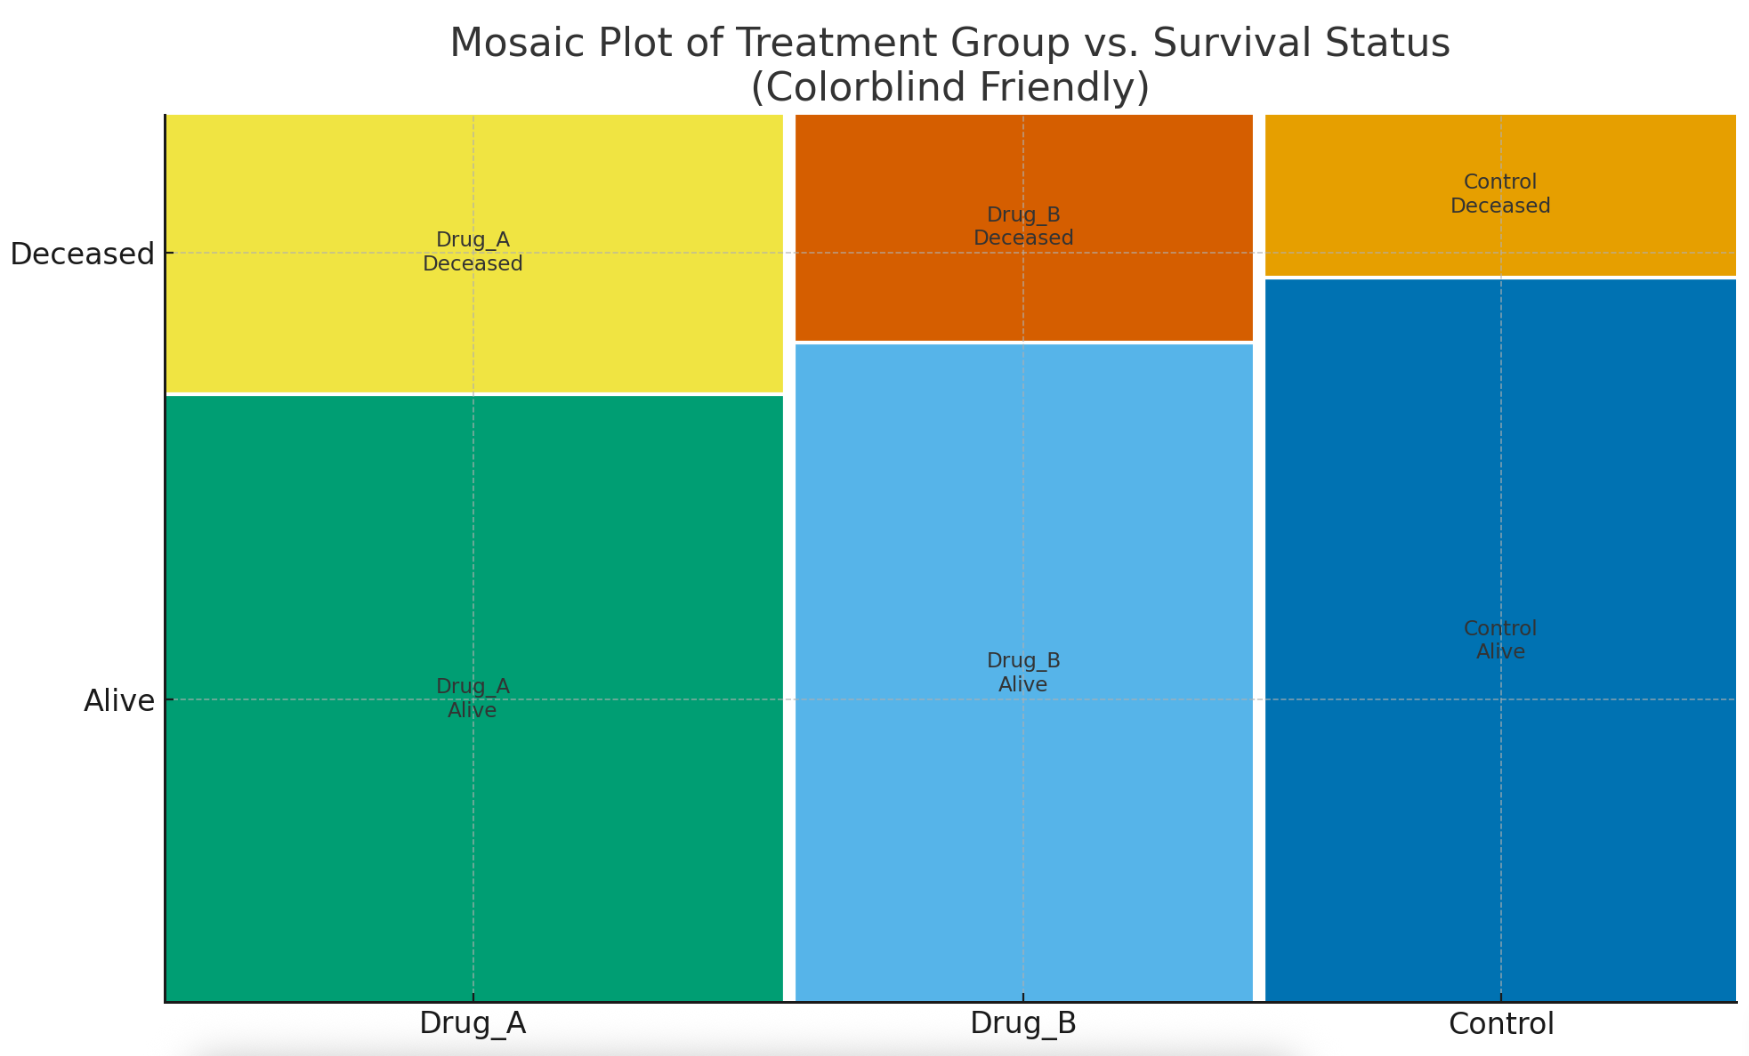 Mosaic Plot of Treatment Group vs. Survival Status
(Colorblind Friendly)
Deceased
Alive
Drug_A
Deceased
Drug_B
Deceased
Control
Deceased
Drug_A
Alive
Drug_B
Alive
Control
Alive
Drug_A
Drug_B
Control